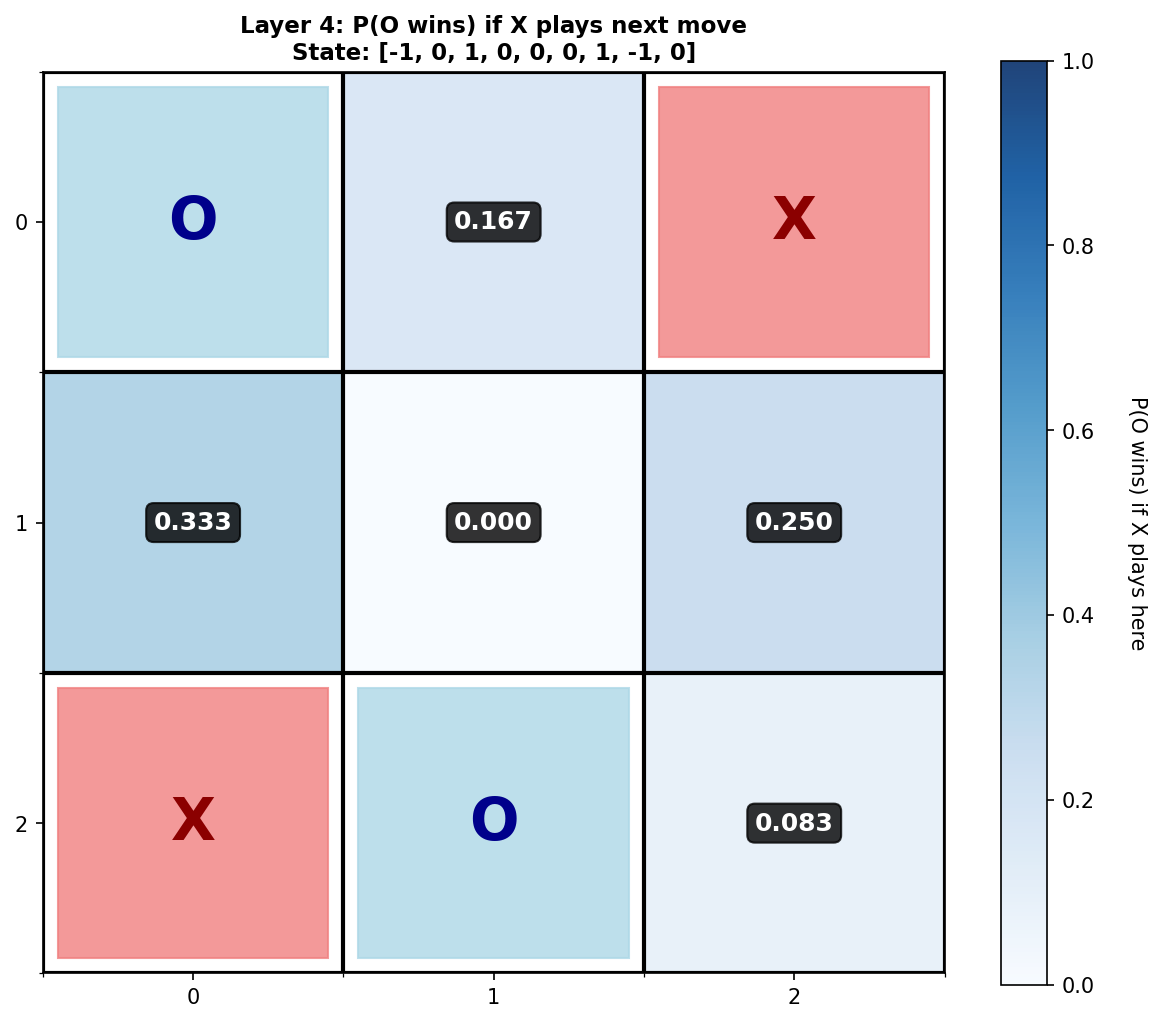 Layer 4: P(O wins) if X plays next move
State: [-1, 0, 1, 0, 0, 0, 1, -1, 0]
0
O
0.167
X
1
0.333
0.000
0.250
2
X
O
0.083
0
1
2
1.0
0.8
0.6
0.4
0.2
0.0
P(O wins) if X plays here